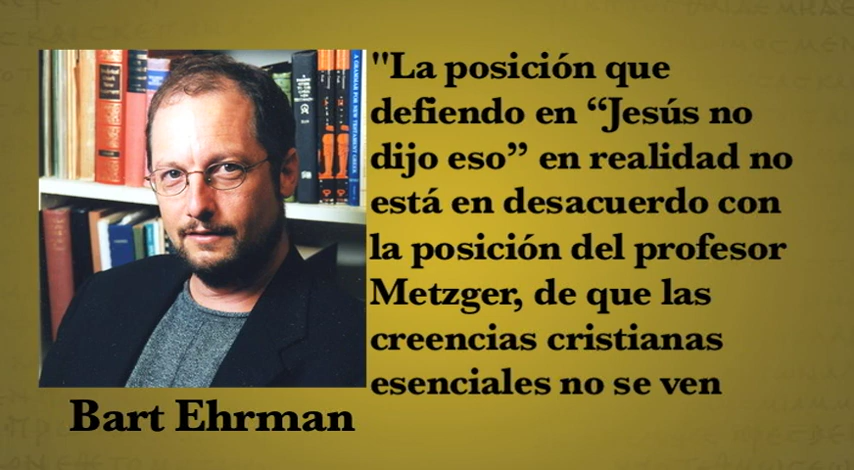 "La posición que
defiendo en “Jesús no
dijo eso” en realidad no
está en desacuerdo con
la posición del profesor
Metzger, de que las
creencias cristianas
esenciales no se ven
Bart Ehrman